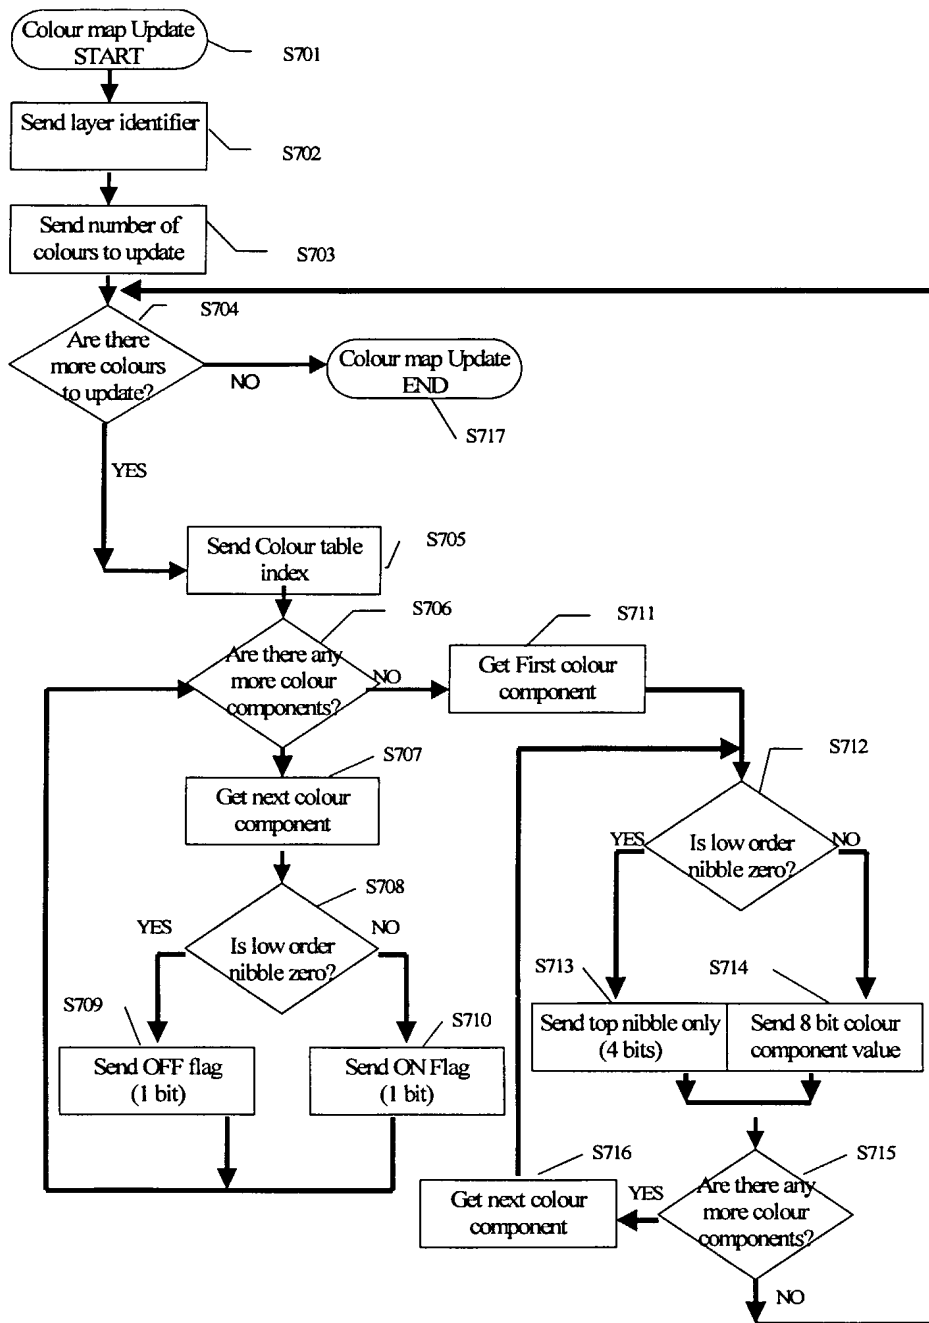 Colour map Update
START
S701
Send layer identifier
S702
Send number of
colours to update
S703
S704
Are there
more colours
to update?
NO
Colour map Update
END
S717
YES
Send Colour table
index
S705
S706
Are there any
more colour
components?
NO
S711
Get First colour
component
S707
Get next colour
component
S712
Is low order
nibble zero?
YES
NO
S708
Is low order
nibble zero?
YES
NO
S709
Send OFF flag
(1 bit)
S710
Send ON Flag
(1 bit)
S713
Send top nibble only
(4 bits)
S714
Send 8 bit colour
component value
S715
Are there any
more colour
components?
YES
S716
Get next colour
component
NO